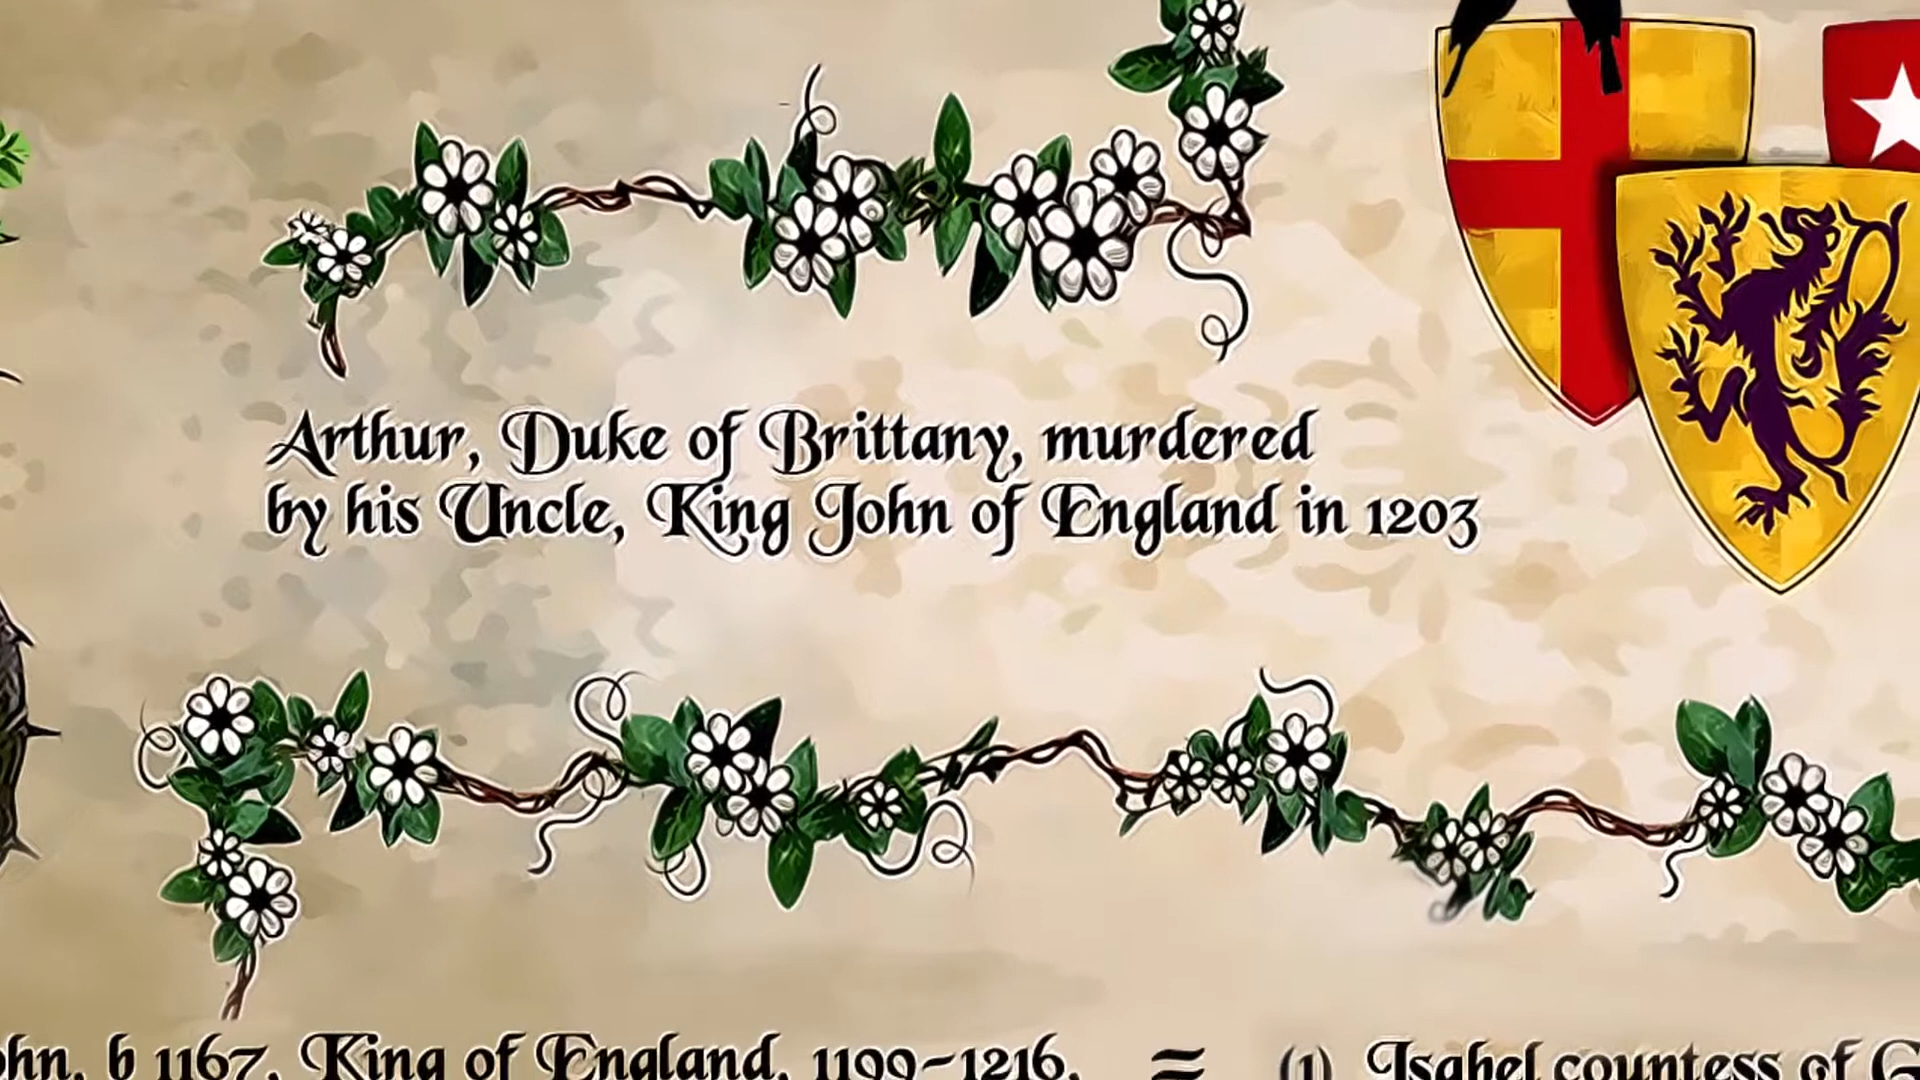 Arthur, Duke of Brittany, murdered
by his Uncle, King John of England in 1203
b 1167, King of England, 1199-1216, = (1) Isabel countess of